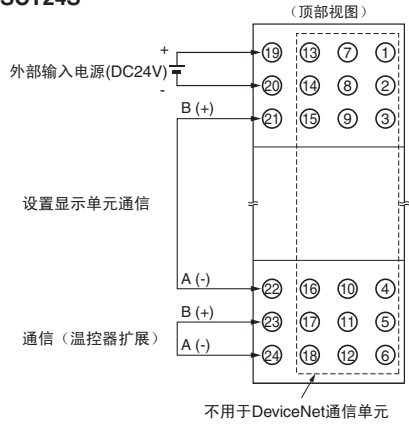 （顶部视图）
+
外部输入电源(DC24V)
-
19 13 7 1
20 14 8 2
B (+)
21 15 9 3
设置显示单元通信
A (-)
22 16 10 4
B (+)
23 17 11 5
通信（温控器扩展）
A (-)
24 18 12 6
不用于DeviceNet通信单元